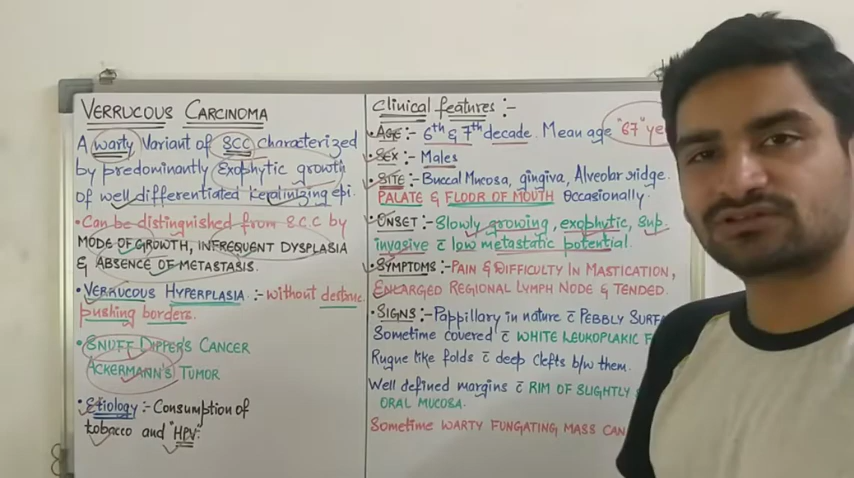 VERRUCOUS CARCINOMA
A warty Variant of SCC characterized
by predominantly Exophytic growth
of well differentiated keratinizing epi.
• Can be distinguished from S.C.C by
MODE OF GROWTH, INFREQUENT DYSPLASIA
& ABSENCE OF METASTASIS.
• VERRUCOUS HYPERPLASIA :- without
pushing borders.
• SNUFF DIPPER'S CANCER
ACKERMANN'S TUMOR
• Etiology :- Consumption of
tobacco and "HPV".
Clinical features :-
• AGE :- 6th & 7th decade. Mean age "67" ye
• SEX :- Males
• SITE :- Buccal Mucosa, gingiva, Alveolar ridge.
PALATE & FLOOR OF MOUTH Occasionally.
• ONSET :- Slowly growing, exophytic, Sup.
invasive c̄ low metastatic potential.
• SYMPTOMS :- PAIN & DIFFICULTY IN MASTICATION,
ENLARGED REGIONAL LYMPH NODE & TENDED.
• SIGNS :- Pappillary in nature c̄ PEBBLY SURFA
Sometime covered c̄ WHITE LEUKOPLAKIC F
Rugue like folds c̄ deep clefts b/w them.
Well defined margins c̄ RIM OF SLIGHTLY
ORAL MUCOSA.
Sometime WARTY FUNGATING MASS CAN